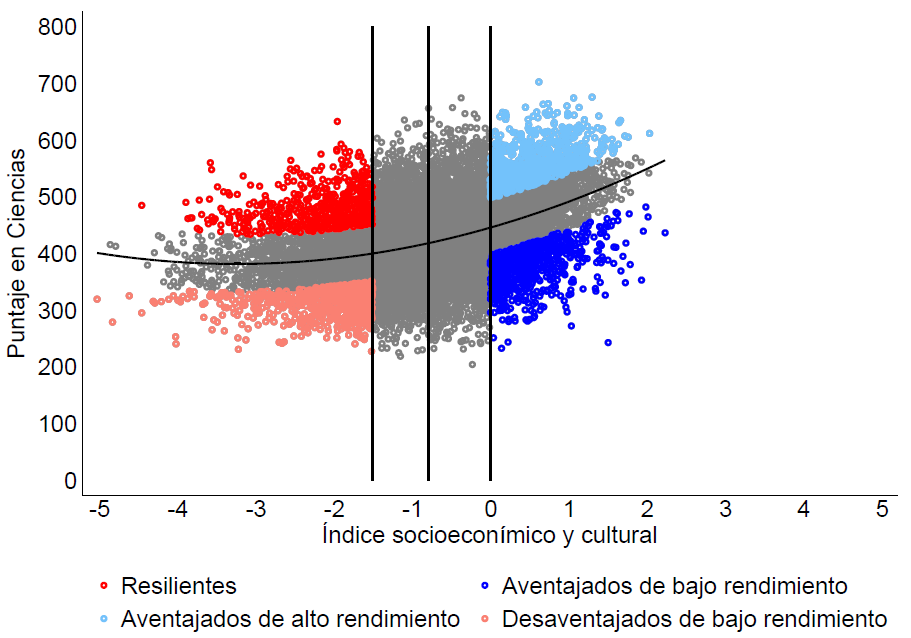 800
700
600
500
400
300
200
100
0
Puntaje en Ciencias
-5 -4 -3 -2 -1 0 1 2 3 4 5
Índice socioeconímico y cultural
Resilientes
Aventajados de bajo rendimiento
Aventajados de alto rendimiento
Desaventajados de bajo rendimiento